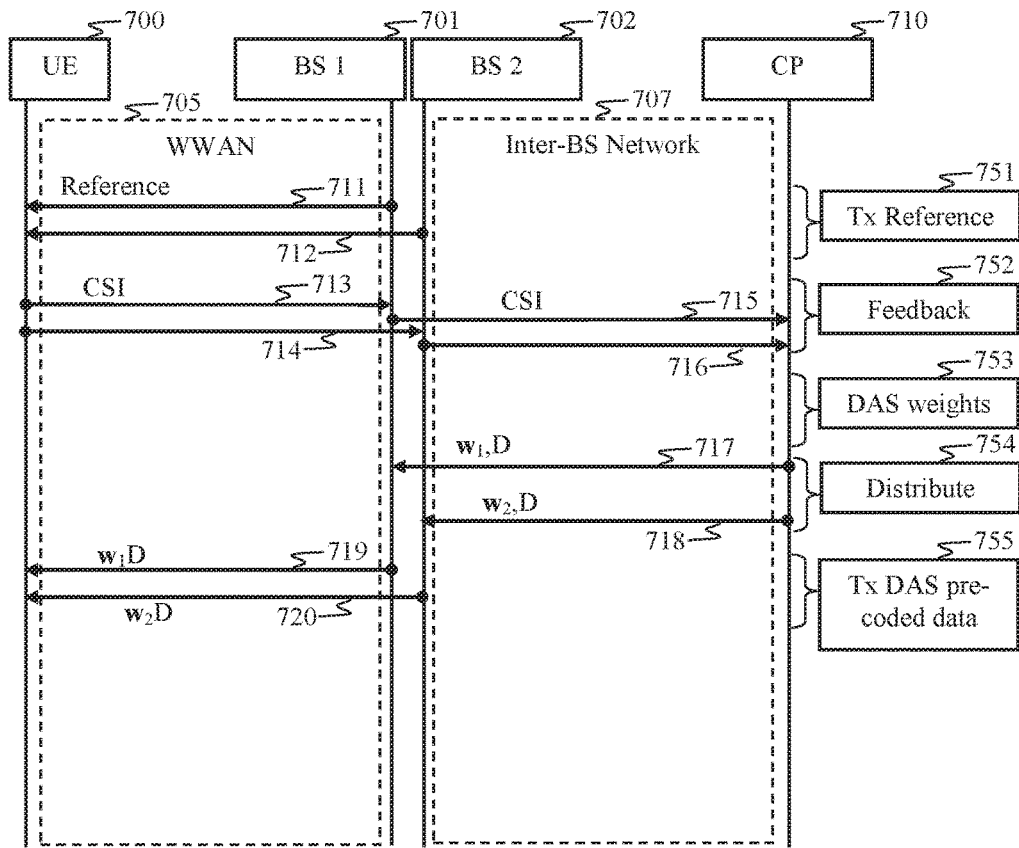 700
701
702
710
UE
BS 1
BS 2
CP
705
707
WWAN
Inter-BS Network
751
Reference
711
Tx Reference
712
752
CSI
713
CSI
715
Feedback
714
716
753
DAS weights
w₁,D
717
754
Distribute
w₂,D
718
755
w₁D
719
Tx DAS pre-
coded data
w₂D
720